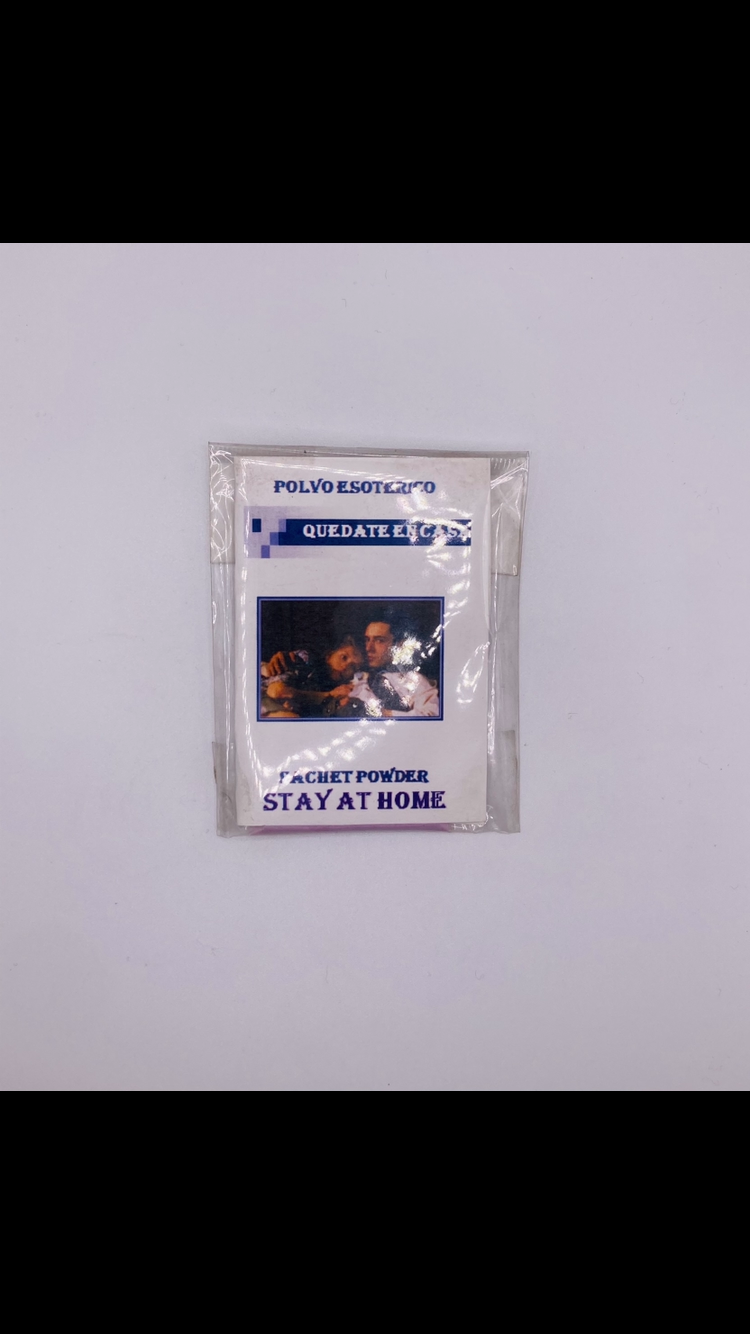 POLVO ESOTERICO
QUEDATE EN CASA
SACHET POWDER
STAY AT HOME